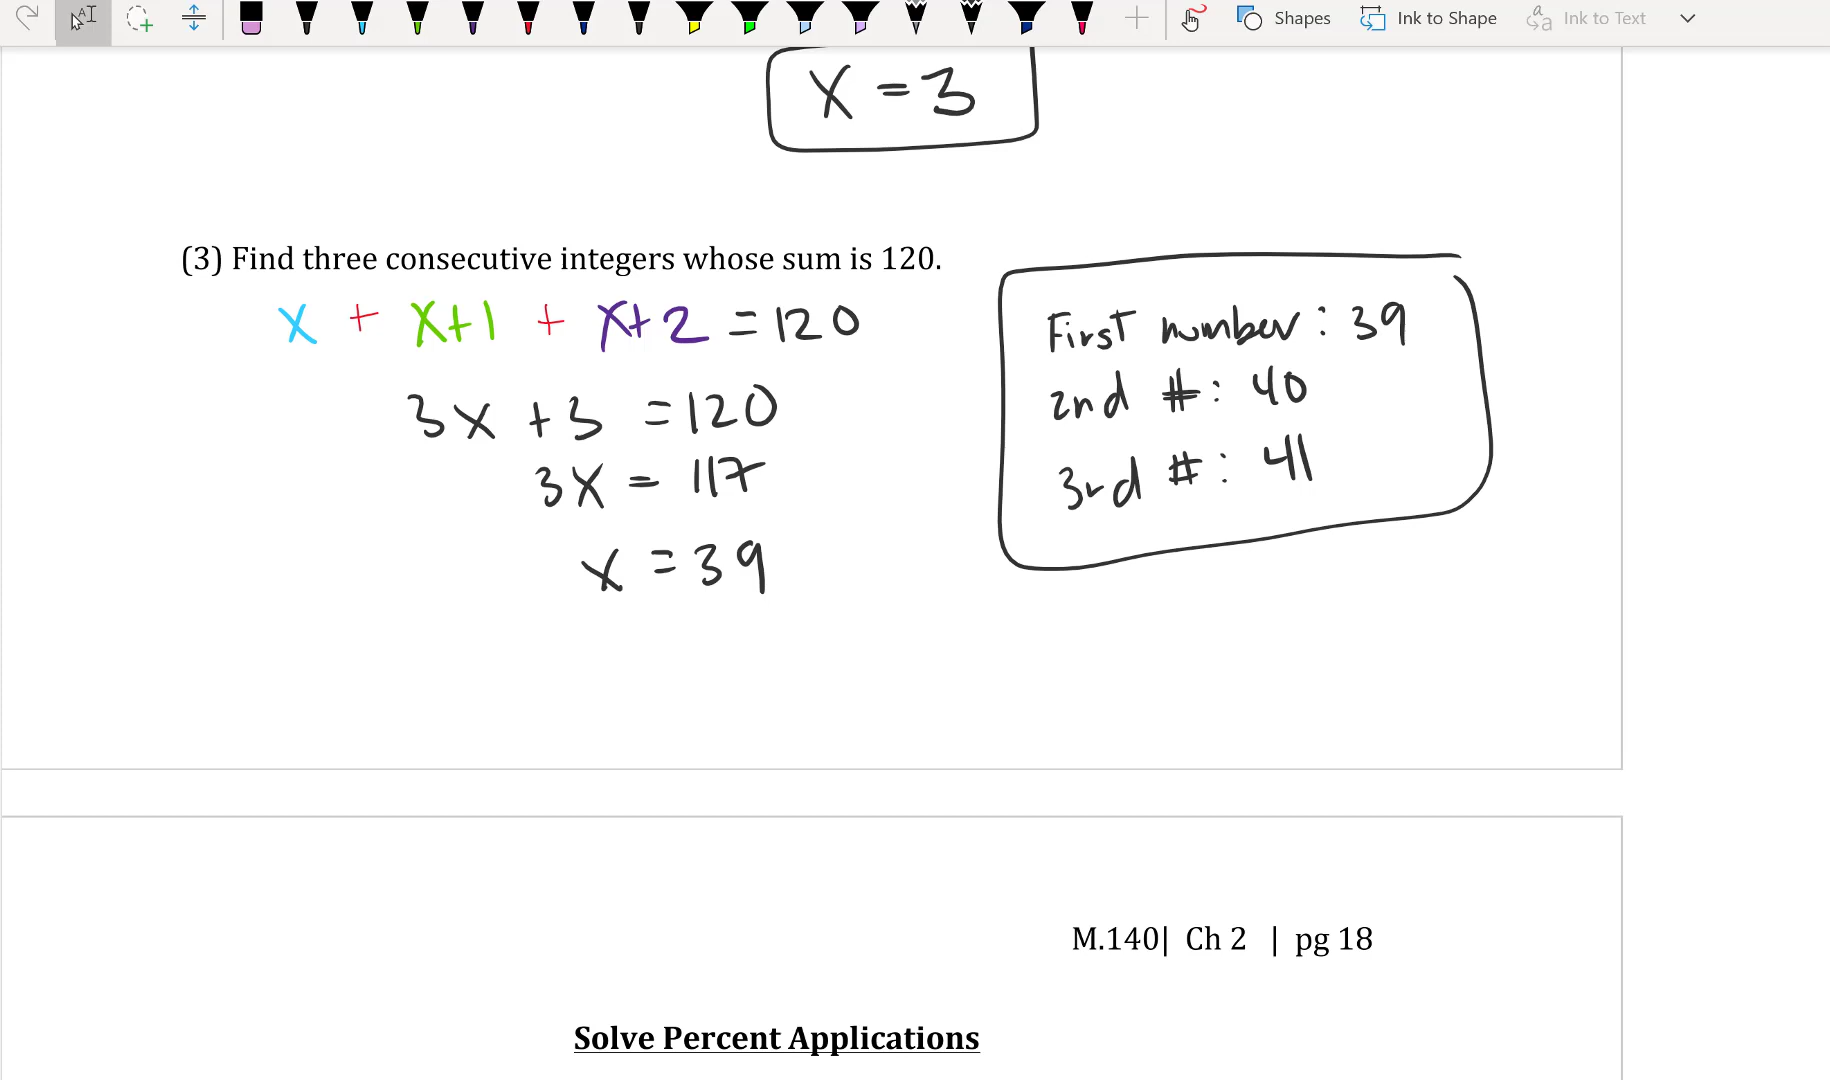 Shapes
Ink to Shape
Ink to Text
x = 3
(3) Find three consecutive integers whose sum is 120.
x + x+1 + x+2 = 120
3x + 3 = 120
3x = 117
x = 39
First number: 39
2nd #: 40
3rd #: 41
M.140| Ch 2 | pg 18
Solve Percent Applications